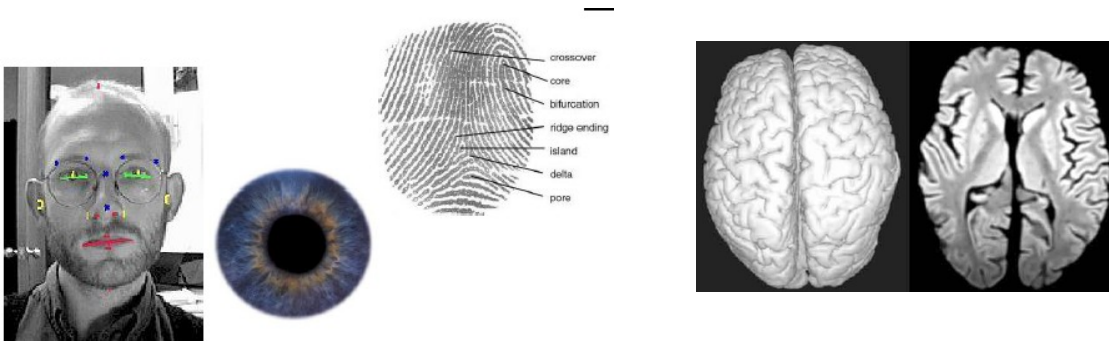 crossover
core
bifurcation
ridge ending
island
delta
pore